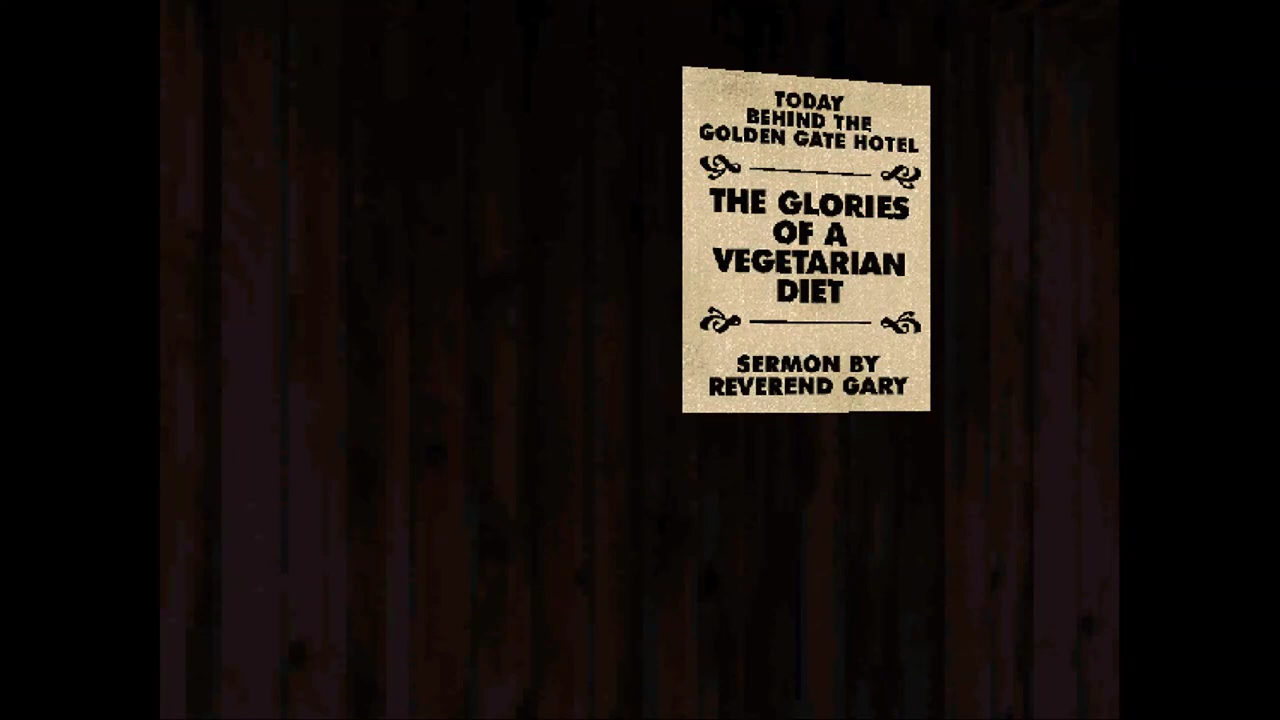 TODAY
BEHIND THE
GOLDEN GATE HOTEL
THE GLORIES
OF A
VEGETARIAN
DIET
SERMON BY
REVEREND GARY